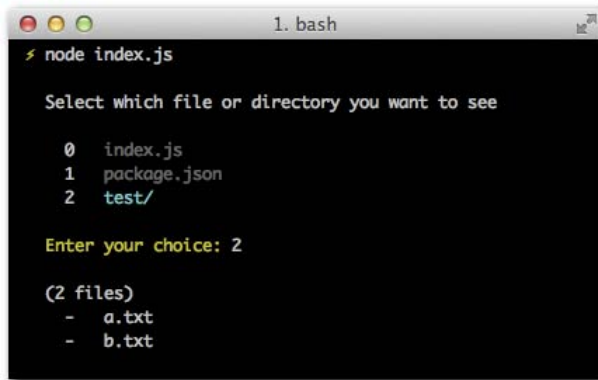 1. bash
⚡ node index.js
Select which file or directory you want to see
0 index.js
1 package.json
2 test/
Enter your choice: 2
(2 files)
- a.txt
- b.txt